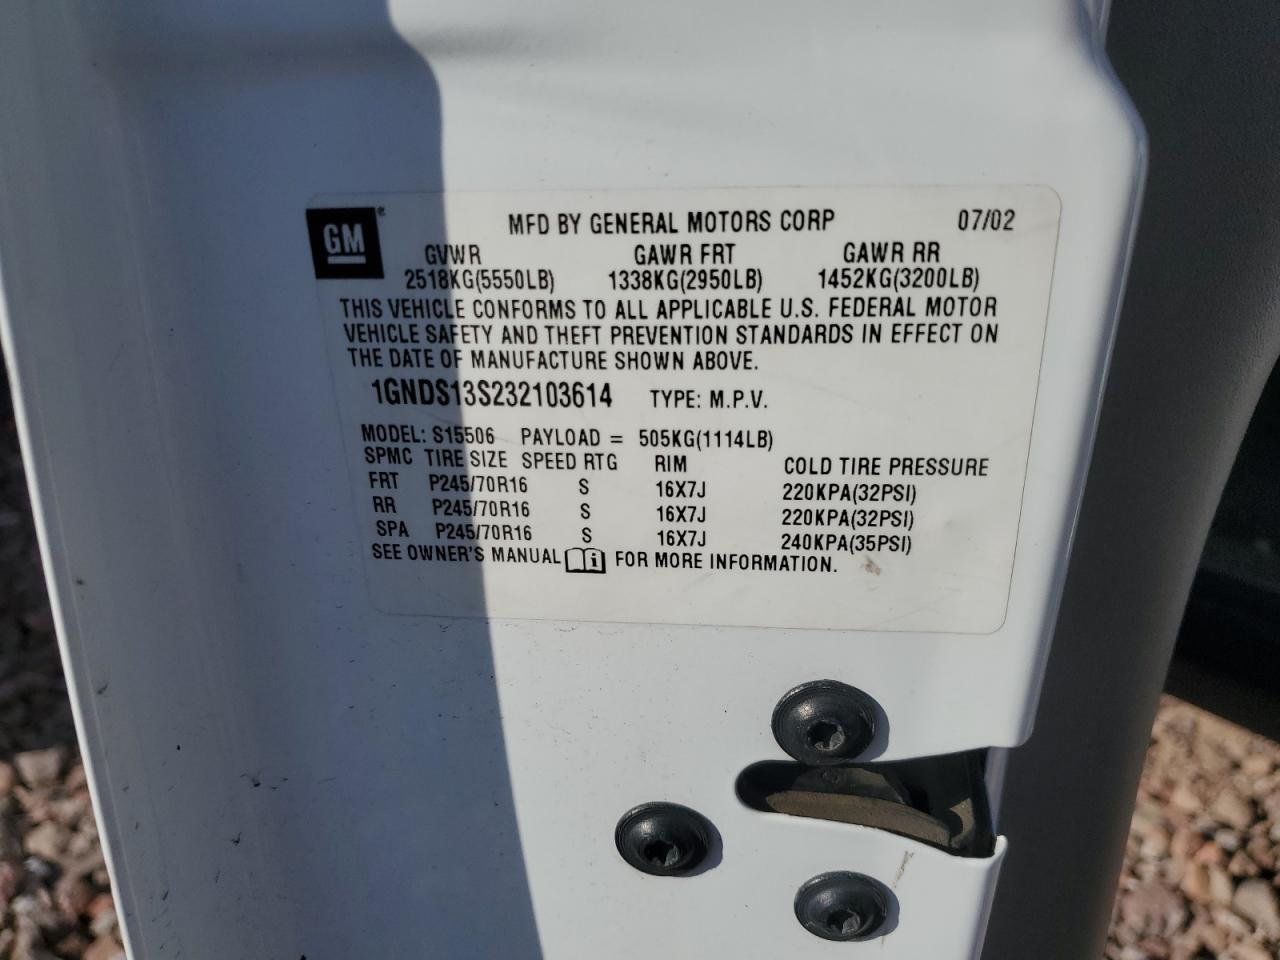 GM® MFD BY GENERAL MOTORS CORP 07/02
GVWR GAWR FRT GAWR RR
2518KG(5550LB) 1338KG(2950LB) 1452KG(3200LB)
THIS VEHICLE CONFORMS TO ALL APPLICABLE U.S. FEDERAL MOTOR
VEHICLE SAFETY AND THEFT PREVENTION STANDARDS IN EFFECT ON
THE DATE OF MANUFACTURE SHOWN ABOVE.
1GNDS13S232103614 TYPE: M.P.V.
MODEL: S15506 PAYLOAD = 505KG(1114LB)
SPMC TIRE SIZE SPEED RTG RIM COLD TIRE PRESSURE
FRT P245/70R16 S 16X7J 220KPA(32PSI)
RR P245/70R16 S 16X7J 220KPA(32PSI)
SPA P245/70R16 S 16X7J 240KPA(35PSI)
SEE OWNER'S MANUAL i FOR MORE INFORMATION.